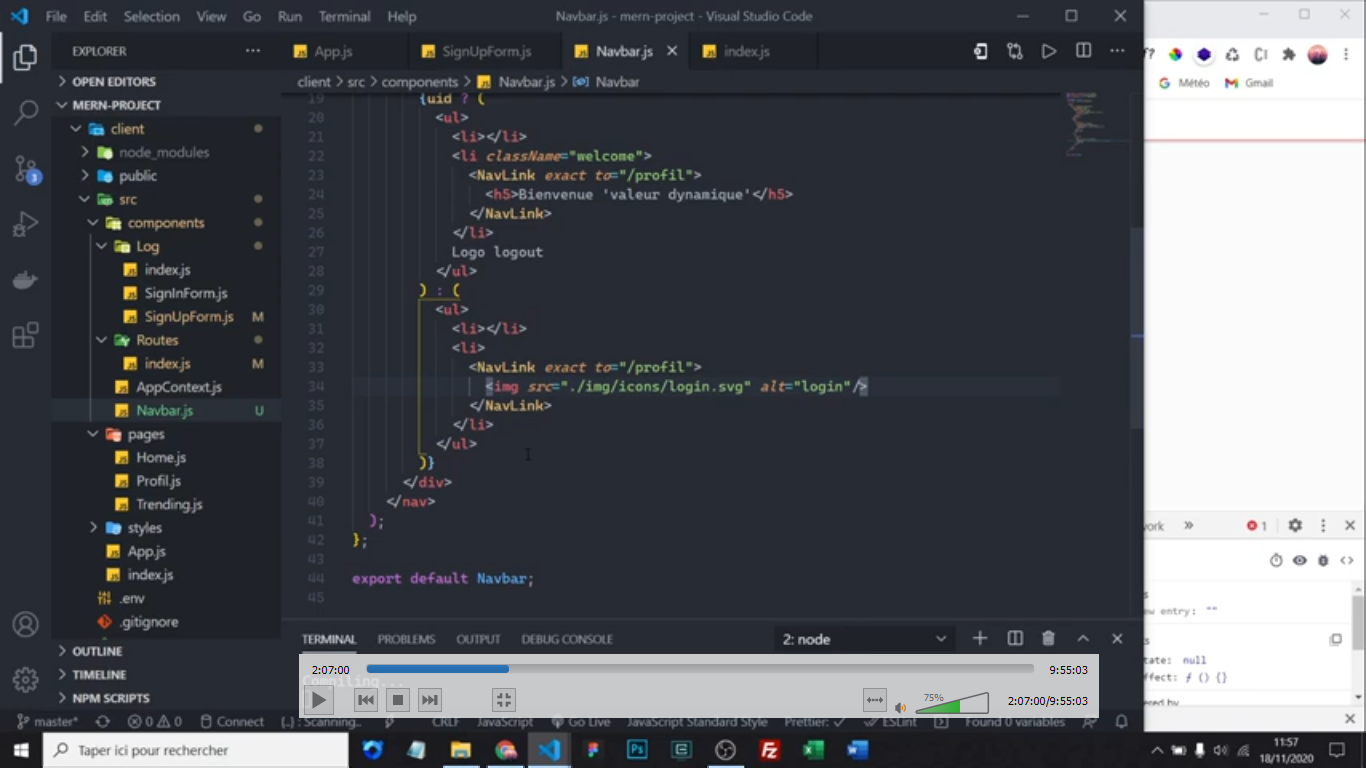 File Edit Selection View Go Run Terminal Help Navbar.js - mern-project - Visual Studio Code
EXPLORER
OPEN EDITORS
MERN-PROJECT
client
node_modules
public
src
components
Log
index.js
SignInForm.js
SignUpForm.js M
Routes
index.js M
AppContext.js
Navbar.js U
pages
Home.js
Profil.js
Trending.js
styles
App.js
index.js
.env
.gitignore
OUTLINE
TIMELINE
NPM SCRIPTS
3
App.js SignUpForm.js Navbar.js index.js
client > src > components > Navbar.js > Navbar
19 {uid ? (
20 <ul>
21 <li></li>
22 <li className="welcome">
23 <NavLink exact to="/profil">
24 <h5>Bienvenue 'valeur dynamique'</h5>
25 </NavLink>
26 </li>
27 Logo logout
28 </ul>
29 ) : (
30 <ul>
31 <li></li>
32 <li>
33 <NavLink exact to="/profil">
34 <img src="./img/icons/login.svg" alt="login"/>
35 </NavLink>
36 </li>
37 </ul>
38 )}
39 </div>
40 </nav>
41 );
42 };
43
44 export default Navbar;
45
TERMINAL PROBLEMS OUTPUT DEBUG CONSOLE 2: node
Compiling...
2:07:00 9:55:03
75% 2:07:00/9:55:03
master* 0 0 Connect Scanning.. CRLF JavaScript Go Live JavaScript Standard Style Prettier: ✓ ESLint Found 0 variables
Météo Gmail
1
ew entry: ""
tate: null
ffect: ƒ () {}
Taper ici pour rechercher
11:57
18/11/2020